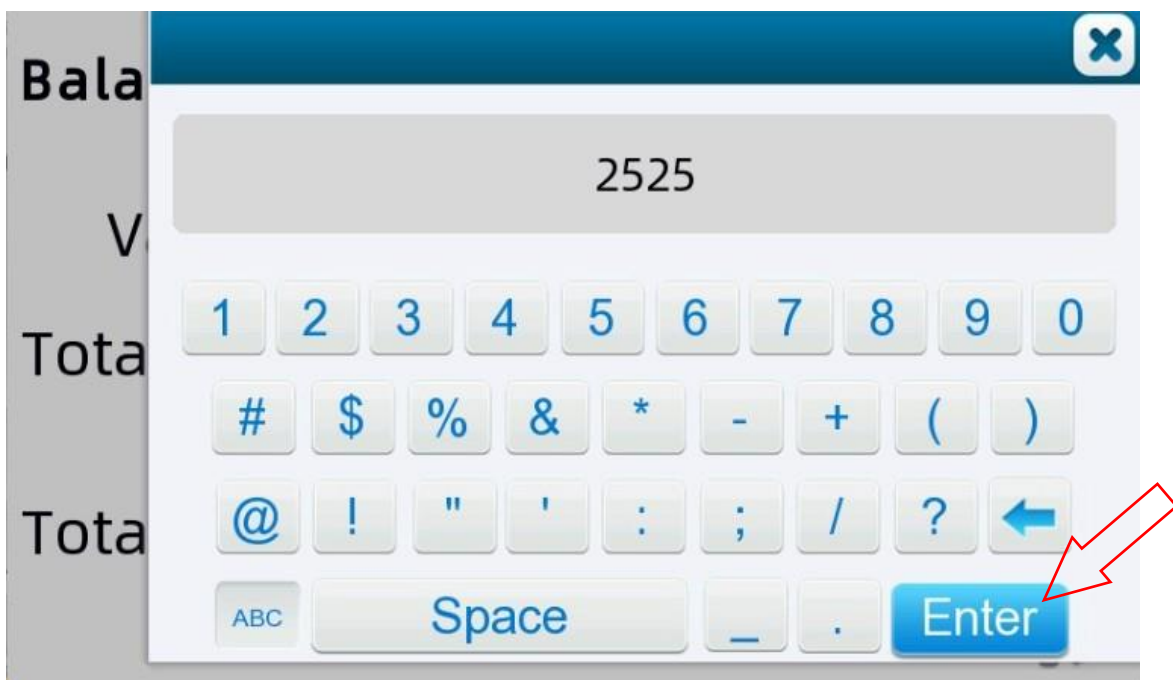 Bala
2525
V
1 2 3 4 5 6 7 8 9 0
Tota
# $ % & * - + ( )
@ ! " ' : ; / ?
Tota
ABC Space _ . Enter